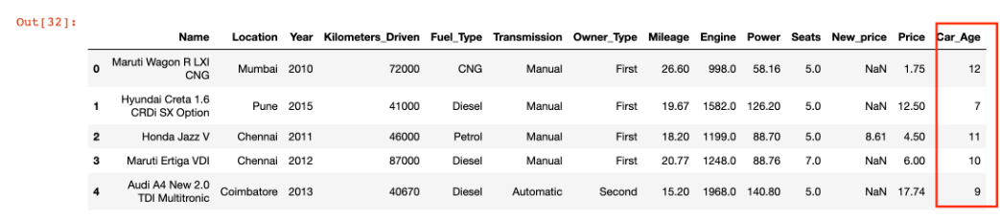 Out[32]:
Name Location Year Kilometers_Driven Fuel_Type Transmission Owner_Type Mileage Engine Power Seats New_price Price Car_Age
0 Maruti Wagon R LXI CNG Mumbai 2010 72000 CNG Manual First 26.60 998.0 58.16 5.0 NaN 1.75 12
1 Hyundai Creta 1.6 CRDi SX Option Pune 2015 41000 Diesel Manual First 19.67 1582.0 126.20 5.0 NaN 12.50 7
2 Honda Jazz V Chennai 2011 46000 Petrol Manual First 18.20 1199.0 88.70 5.0 8.61 4.50 11
3 Maruti Ertiga VDI Chennai 2012 87000 Diesel Manual First 20.77 1248.0 88.76 7.0 NaN 6.00 10
4 Audi A4 New 2.0 TDI Multitronic Coimbatore 2013 40670 Diesel Automatic Second 15.20 1968.0 140.80 5.0 NaN 17.74 9